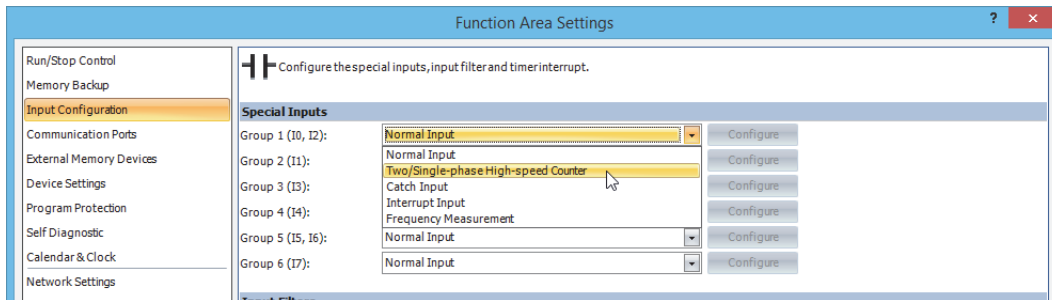 Function Area Settings
?
×
Run/Stop Control
Memory Backup
Input Configuration
Communication Ports
External Memory Devices
Device Settings
Program Protection
Self Diagnostic
Calendar & Clock
Network Settings
Configure the special inputs, input filter and timer interrupt.
Special Inputs
Group 1 (I0, I2): Normal Input Configure
Group 2 (I1): Configure
Group 3 (I3): Configure
Group 4 (I4): Configure
Normal Input
Two/Single-phase High-speed Counter
Catch Input
Interrupt Input
Frequency Measurement
Group 5 (I5, I6): Normal Input Configure
Group 6 (I7): Normal Input Configure